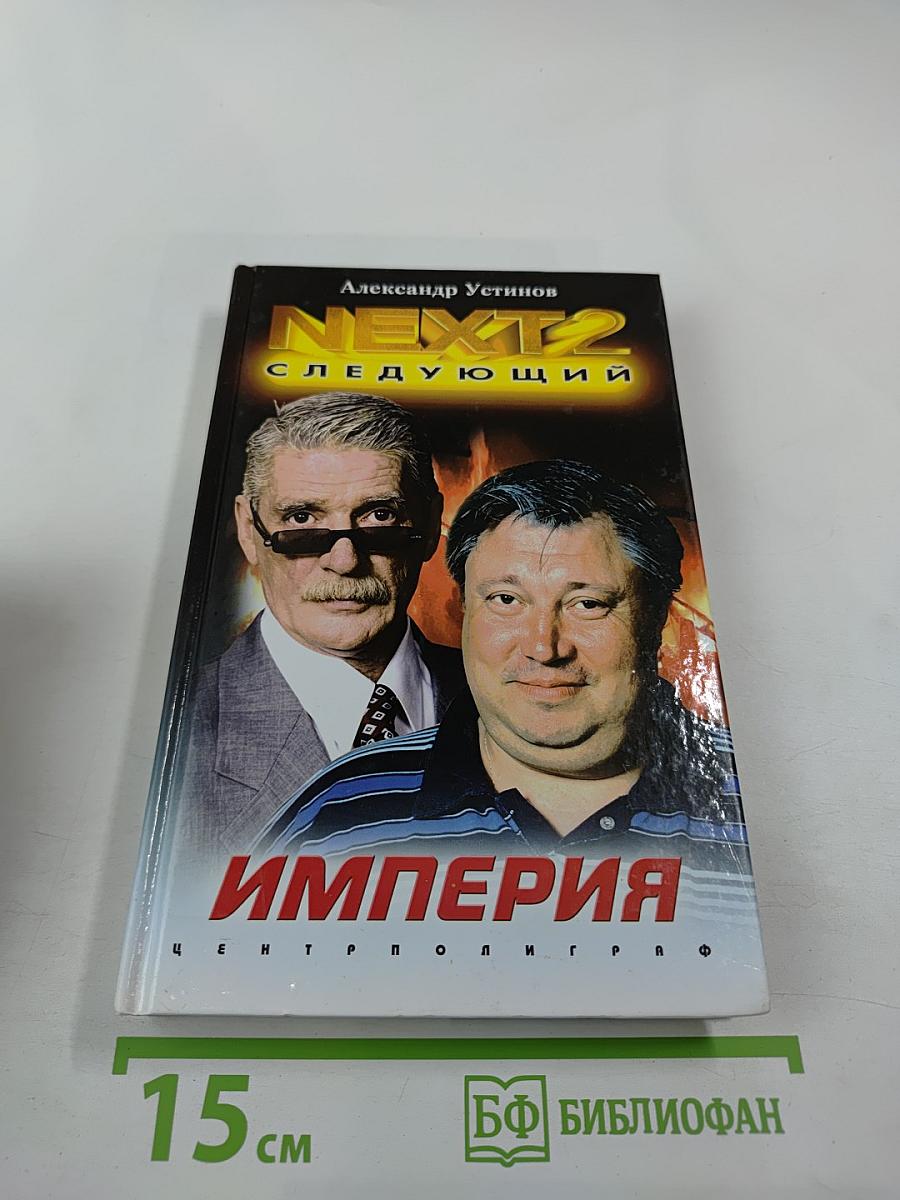 Александр Устинов
NEXT2
СЛЕДУЮЩИЙ
ИМПЕРИЯ
ЦЕНТРПОЛИГРАФ
15 см
БФ БИБЛИОФАН